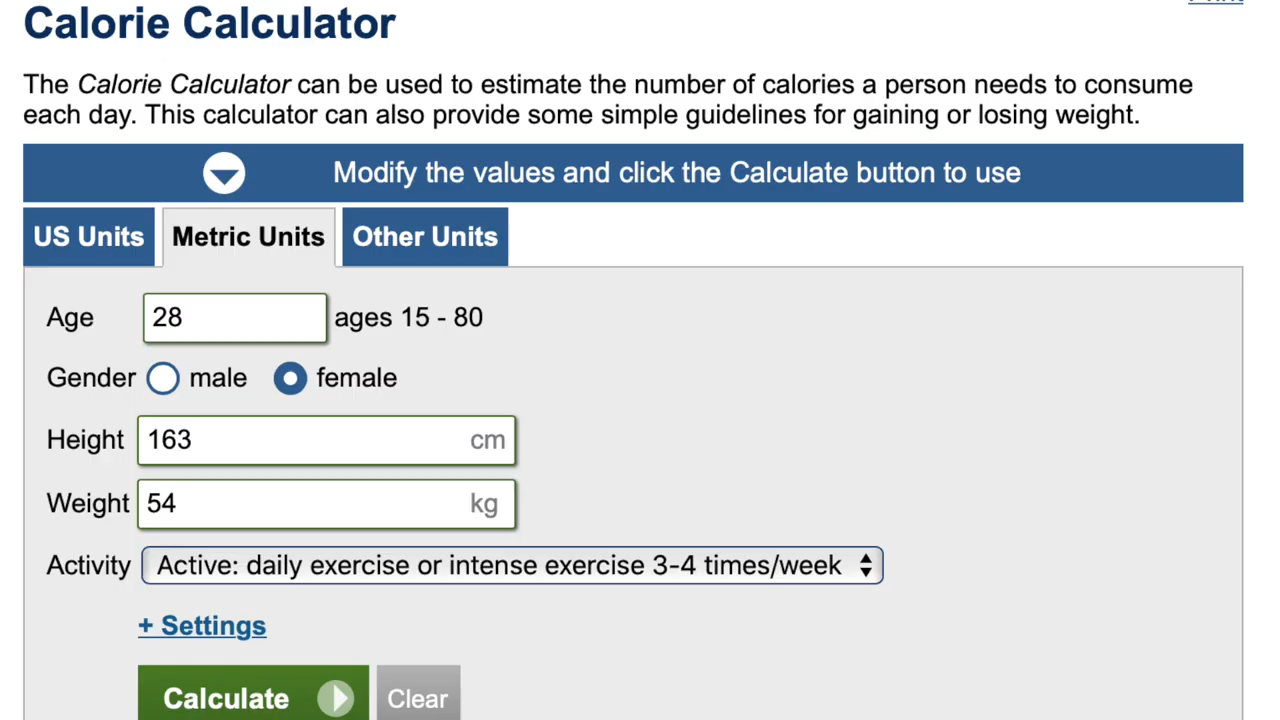 Calorie Calculator
The Calorie Calculator can be used to estimate the number of calories a person needs to consume
each day. This calculator can also provide some simple guidelines for gaining or losing weight.
Modify the values and click the Calculate button to use
US Units Metric Units Other Units
Age 28 ages 15 - 80
Gender male female
Height 163 cm
Weight 54 kg
Activity Active: daily exercise or intense exercise 3-4 times/week
+ Settings
Calculate Clear